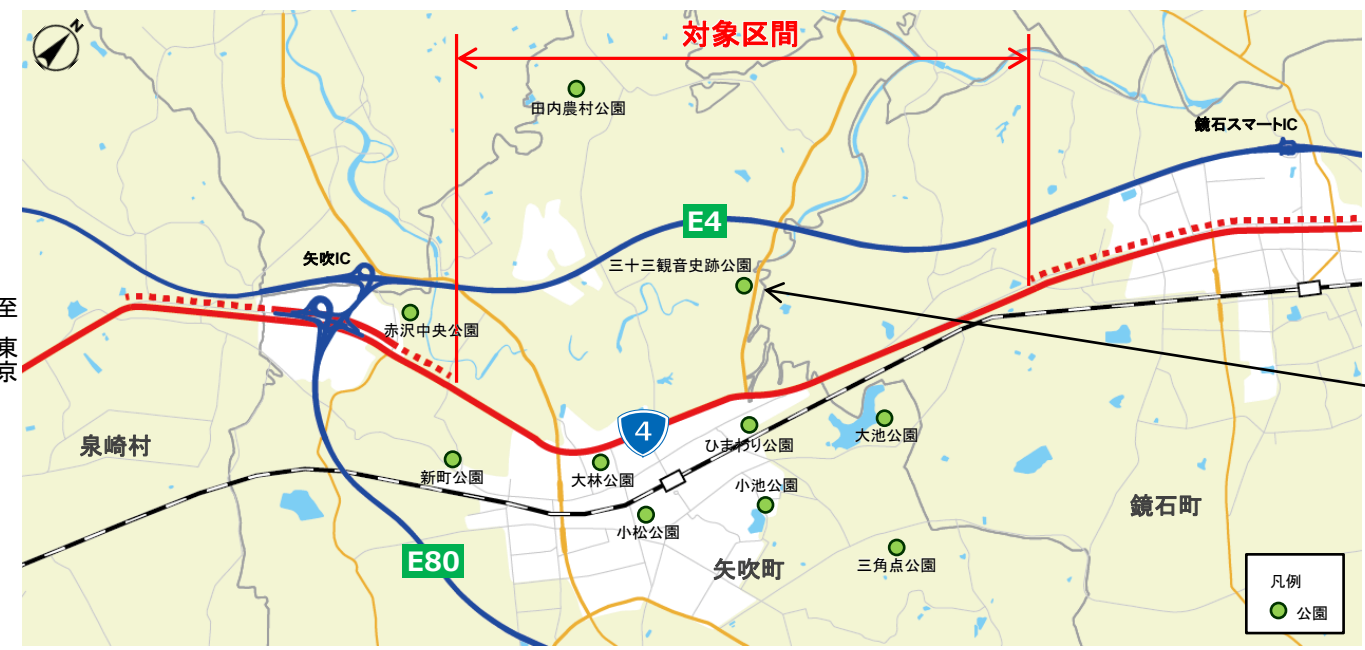 N
対象区間
田内農村公園
鏡石スマートIC
E4
矢吹IC
三十三観音史跡公園
至 東京
赤沢中央公園
4
泉崎村
ひまわり公園
大池公園
新町公園
大林公園
小池公園
鏡石町
小松公園
E80
矢吹町
三角点公園
凡例
公園